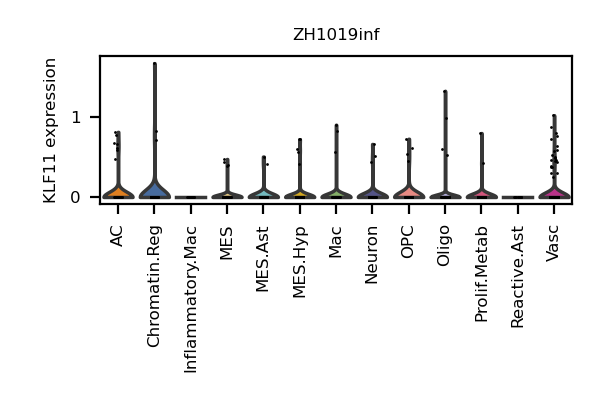 ZH1019inf
KLF11 expression
1
0
AC
Chromatin.Reg
Inflammatory.Mac
MES
MES.Ast
MES.Hyp
Mac
Neuron
OPC
Oligo
Prolif.Metab
Reactive.Ast
Vasc